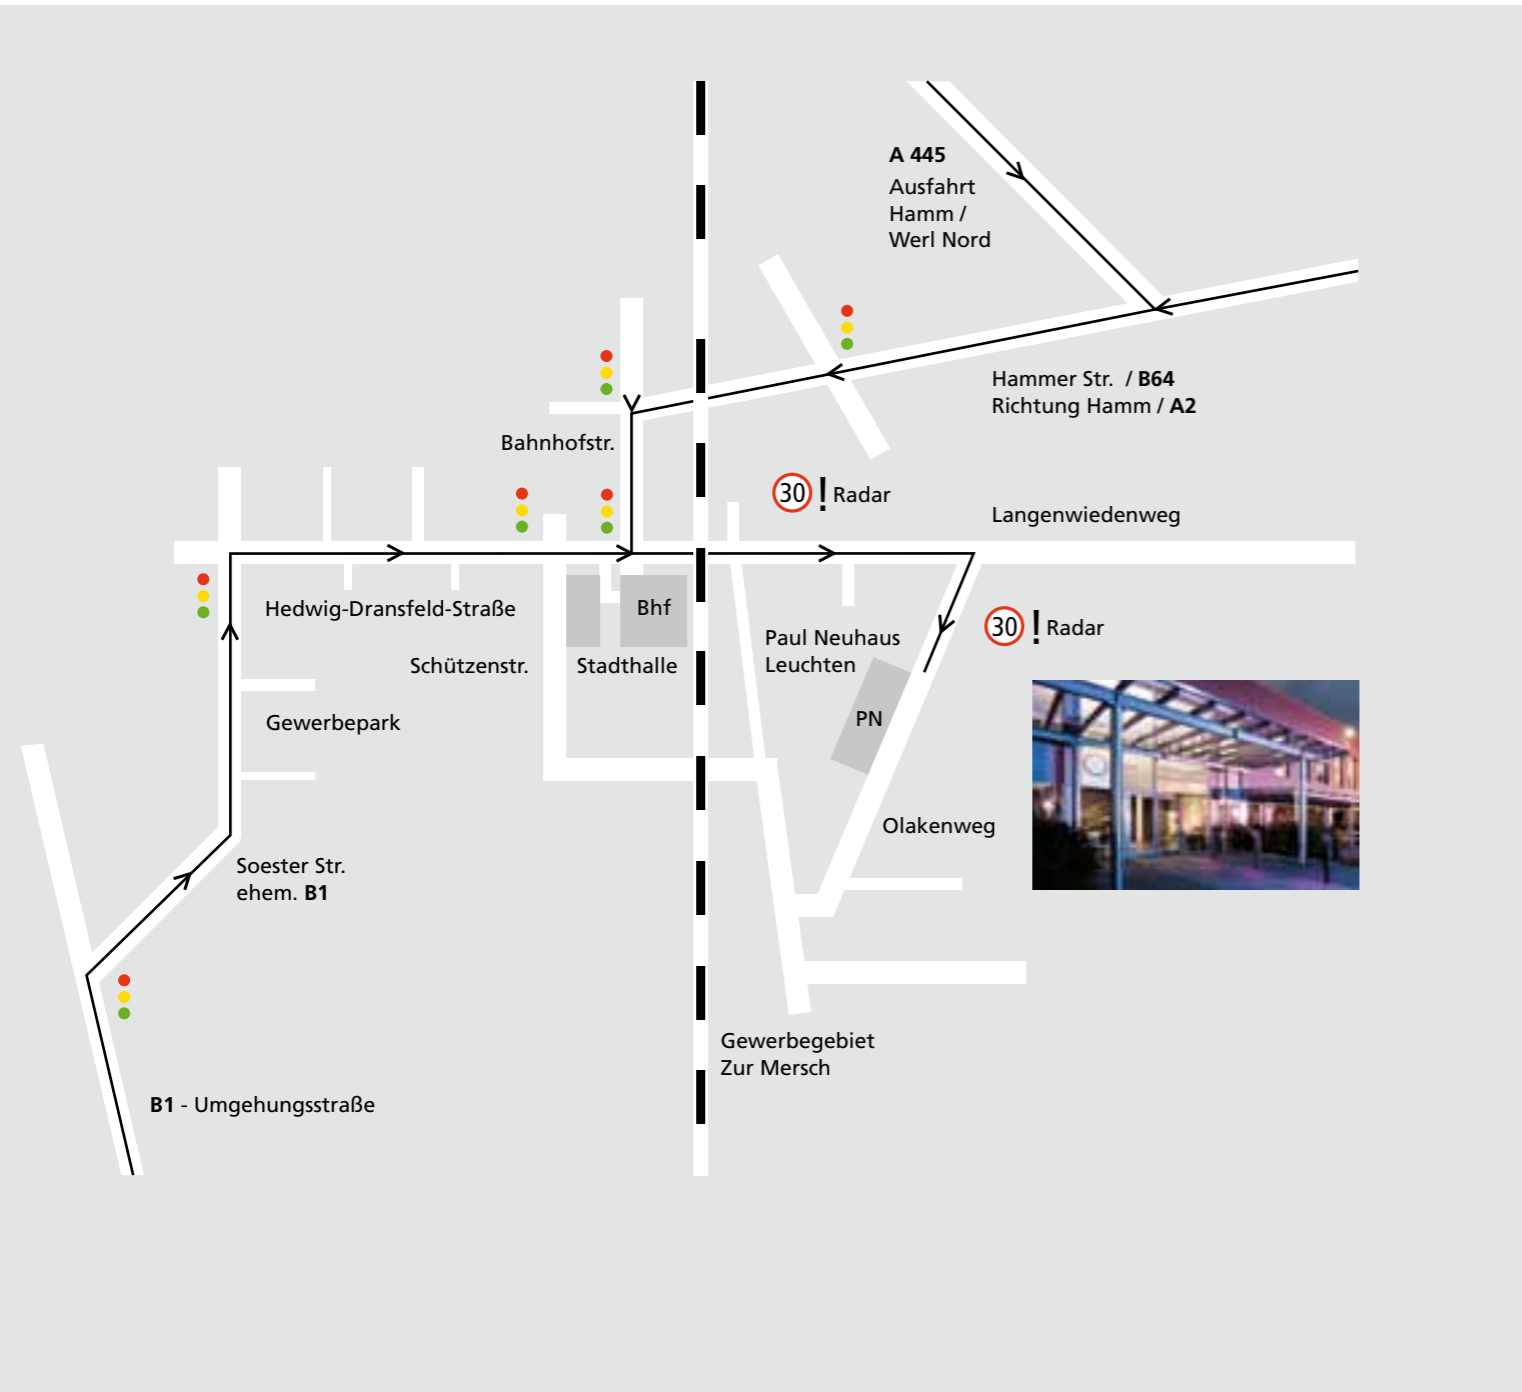 A 445
Ausfahrt
Hamm /
Werl Nord
Hammer Str. / B64
Richtung Hamm / A2
Bahnhofstr.
30 ! Radar
Langenwiedenweg
Hedwig-Dransfeld-Straße
Bhf
30 ! Radar
Paul Neuhaus
Leuchten
Schützenstr.
Stadthalle
PN
Gewerbepark
Olakenweg
Soester Str.
ehem. B1
Gewerbegebiet
Zur Mersch
B1 - Umgehungsstraße